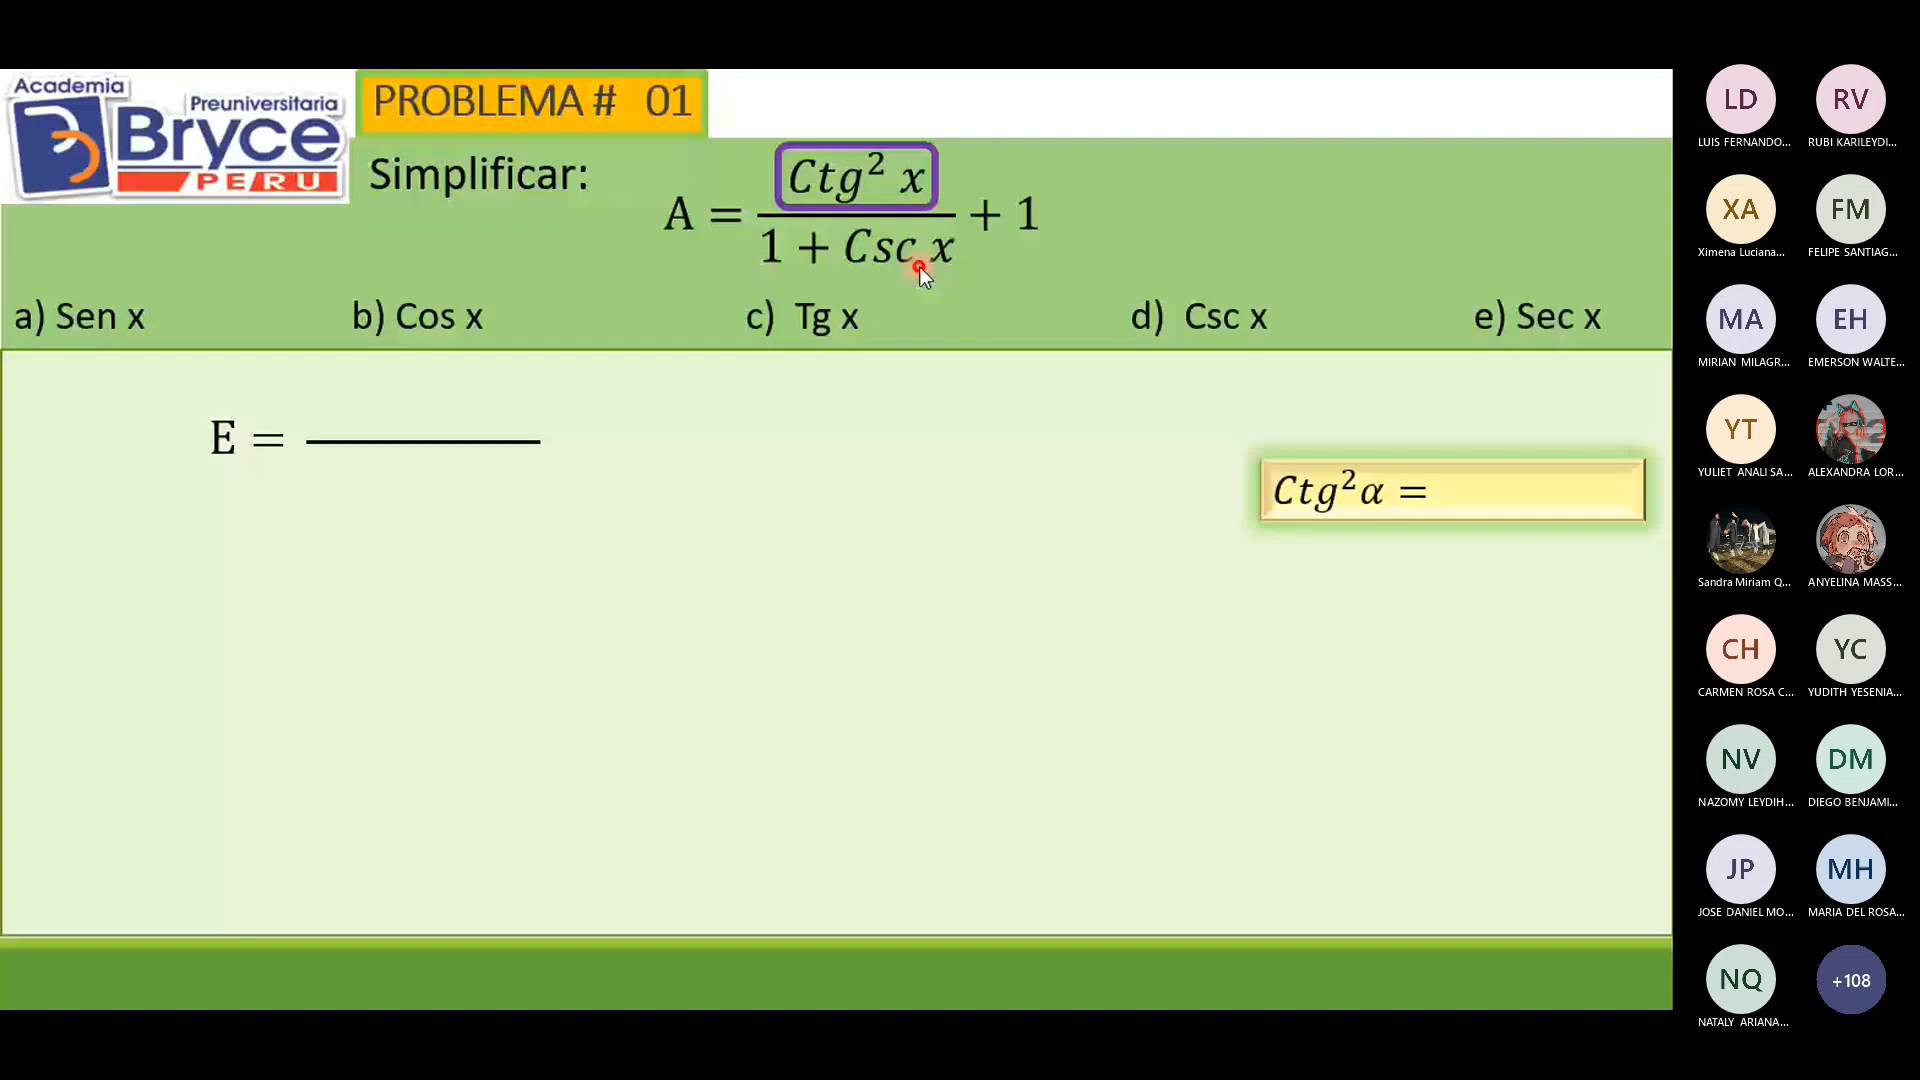 Academia
Preuniversitaria
Bryce
PERU
PROBLEMA # 01
Simplificar:
A = \frac{Ctg² x}{1 + Csc x} + 1
a) Sen x b) Cos x c) Tg x d) Csc x e) Sec x
E =
Ctg²α =
LD RV
LUIS FERNANDO... RUBI KARILEYDI...
XA FM
Ximena Luciana... FELIPE SANTIAG...
MA EH
MIRIAN MILAGR... EMERSON WALTE...
YT
YULIET ANALI SA... ALEXANDRA LOR...
Sandra Miriam Q... ANYELINA MASS...
CH YC
CARMEN ROSA C... YUDITH YESENIA...
NV DM
NAZOMY LEYDIH... DIEGO BENJAMI...
JP MH
JOSE DANIEL MO... MARIA DEL ROSA...
NQ +108
NATALY ARIANA...